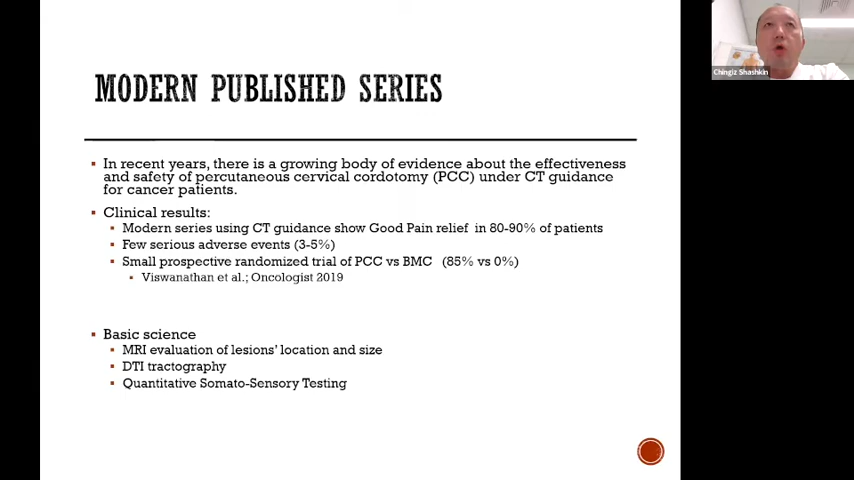 MODERN PUBLISHED SERIES
Chingiz Shashkin
In recent years, there is a growing body of evidence about the effectiveness
and safety of percutaneous cervical cordotomy (PCC) under CT guidance
for cancer patients.
Clinical results:
Modern series using CT guidance show Good Pain relief in 80-90% of patients
Few serious adverse events (3-5%)
Small prospective randomized trial of PCC vs BMC (85% vs 0%)
Viswanathan et al.; Oncologist 2019
Basic science
MRI evaluation of lesions' location and size
DTI tractography
Quantitative Somato-Sensory Testing